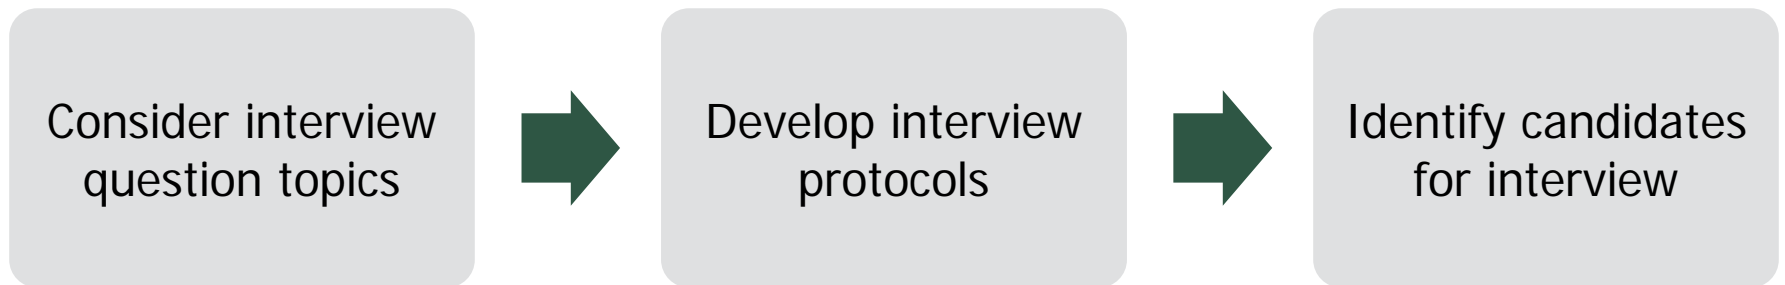 Consider interview
question topics
Develop interview
protocols
Identify candidates
for interview